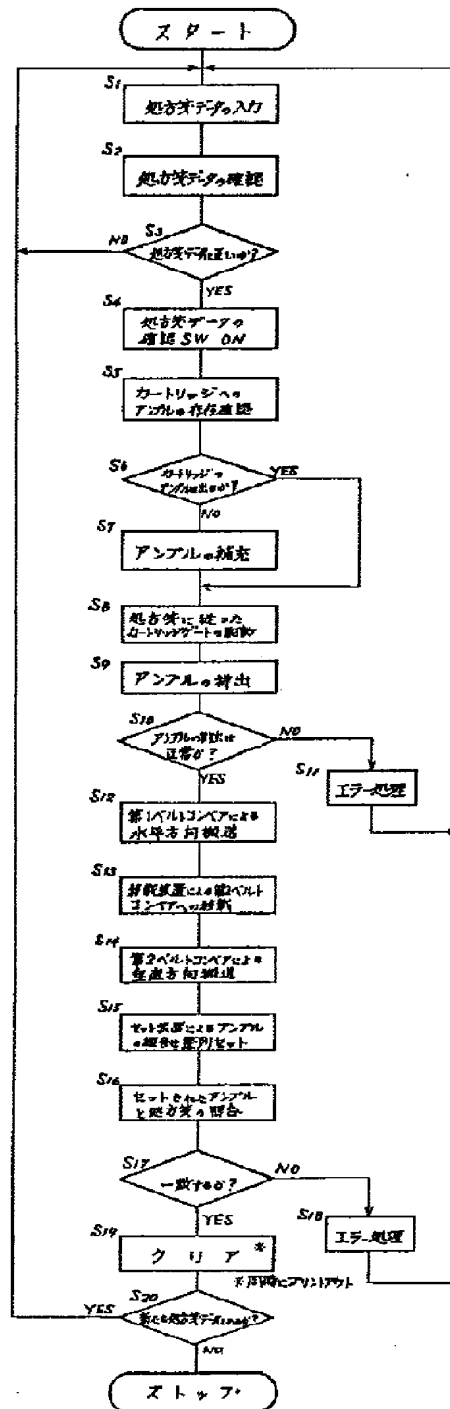 スタート
S1
処方箋データの入力
S2
処方箋データの確認
S3
NO
処方箋データは正しいか?
YES
S4
処方箋データの
確認 SW ON
S5
カートリッジへの
アンプルの存在確認
S6
YES
カートリッジの
NO
S7
アンプルの補充
S8
処方箋に従った
カートリッジゲートの
S9
アンプルの排出
S10
アンプルの排出は
正常か?
NO
YES
S11
エラー処理
S12
第1ベルトコンベアによる
水平方向搬送
S13
移載装置による第2ベルト
コンベアへの移載
S14
第2ベルトコンベアによる
垂直方向搬送
S15
セット装置によるアンプル
の組合せ整列セット
S16
セットされたアンプル
と処方箋の照合
S17
一致するか?
NO
YES
S18
エラー処理
S19
クリア *
*同時にプリントアウト
S20
YES
新たな処方箋データはあるか?
NO
ストップ